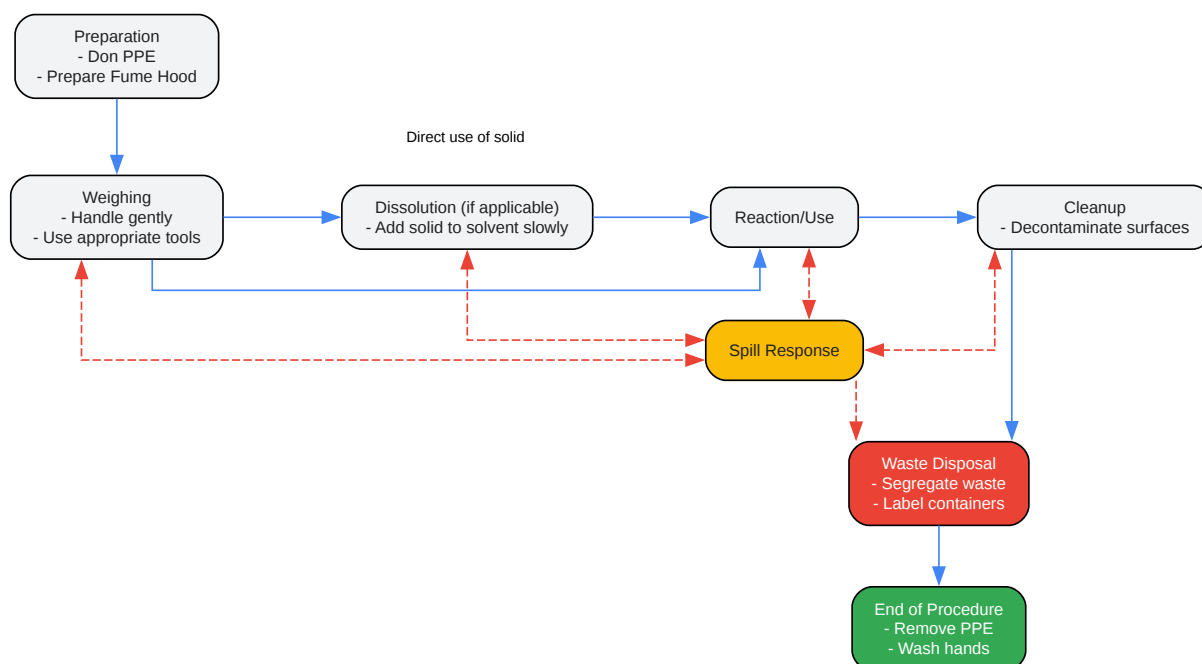 Preparation
- Don PPE
- Prepare Fume Hood
Direct use of solid
Weighing
- Handle gently
- Use appropriate tools
Dissolution (if applicable)
- Add solid to solvent slowly
Reaction/Use
Cleanup
- Decontaminate surfaces
Spill Response
Waste Disposal
- Segregate waste
- Label containers
End of Procedure
- Remove PPE
- Wash hands